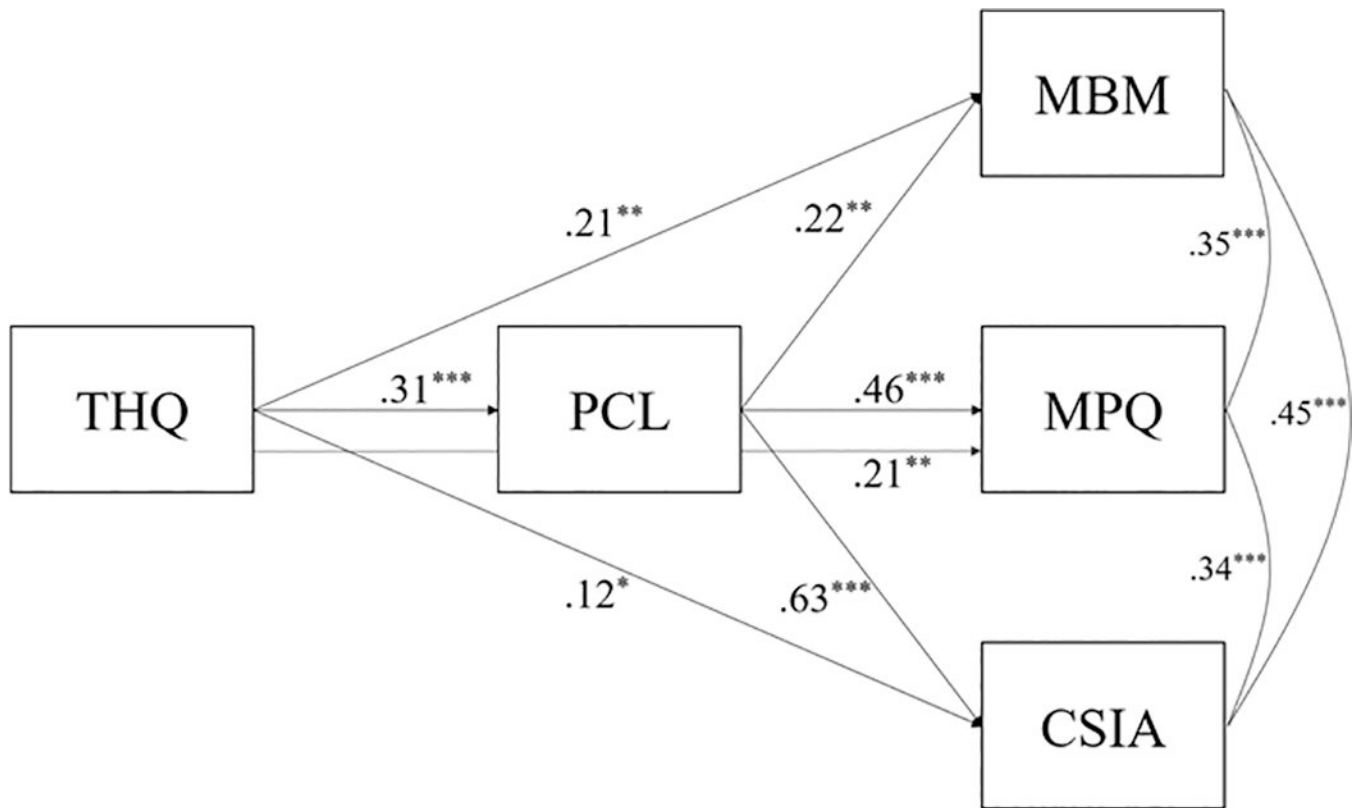 MBM
.21**
.22**
.35***
THQ
.31***
PCL
.46***
MPQ
.45***
.21**
.12*
.63***
.34***
CSIA